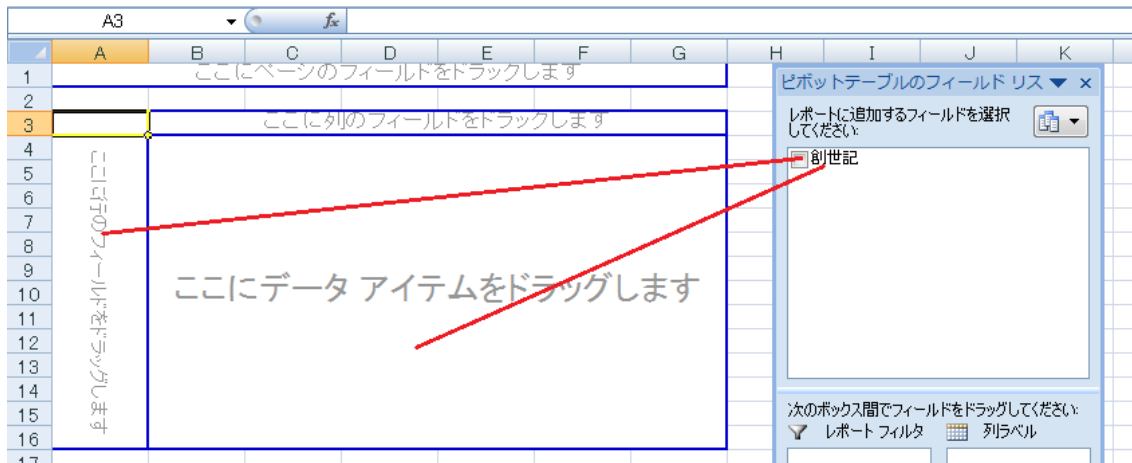 A3
fx
A B C D E F G H I J K
1 ここにページのフィールドをドラッグします
2
3 ここに列のフィールドをドラッグします
4
5
6
7
8
9
10
11
12
13
14
15
16
17
ここに行のフィールドをドラッグします
ここにデータ アイテムをドラッグします
ピボットテーブルのフィールド リス
レポートに追加するフィールドを選択
してください:
創世記
次のボックス間でフィールドをドラッグしてください:
レポート フィルタ 列ラベル